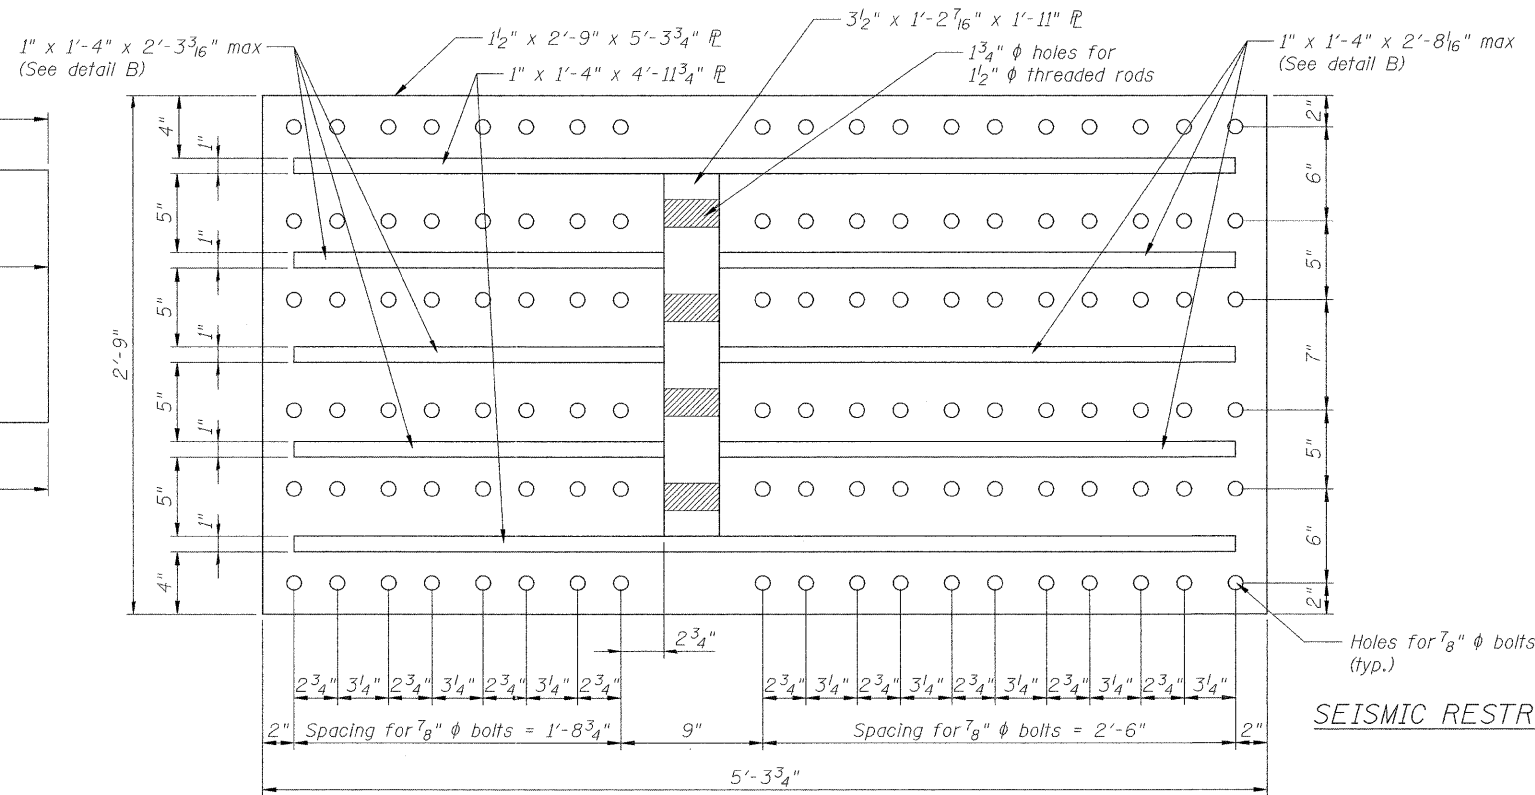 3 1/2" x 1'-2 7/16" x 1'-11" ⅊
1" x 1'-4" x 2'-3 3/16" max
(See detail B)
1 1/2" x 2'-9" x 5'-3 3/4" ⅊
1" x 1'-4" x 4'-11 3/4" ⅊
1 3/4" ϕ holes for
1 1/2" ϕ threaded rods
1" x 1'-4" x 2'-8 1/16" max
(See detail B)
2'-9"
4"
5"
5"
5"
5"
4"
1"
1"
1"
1"
1"
2"
6"
5"
7"
5"
6"
2"
Holes for 7/8" ϕ bolts
(typ.)
2 3/4"
2 3/4" 3 1/4" 2 3/4" 3 1/4" 2 3/4" 3 1/4" 2 3/4"
2 3/4" 3 1/4" 2 3/4" 3 1/4" 2 3/4" 3 1/4" 2 3/4" 3 1/4" 2 3/4" 3 1/4"
2" Spacing for 7/8" ϕ bolts = 1'-8 3/4" 9" Spacing for 7/8" ϕ bolts = 2'-6" 2"
5'-3 3/4"
SEISMIC RESTR